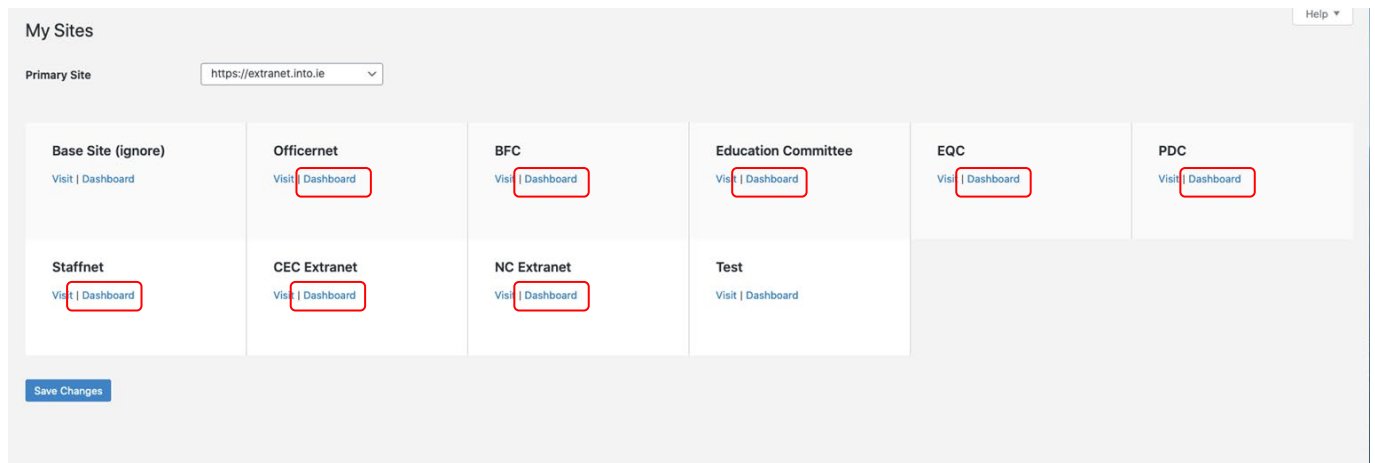 Help
My Sites
Primary Site https://extranet.into.ie
Base Site (ignore) Officernet BFC Education Committee EQC PDC
Visit | Dashboard Visit | Dashboard Visit | Dashboard Visit | Dashboard Visit | Dashboard Visit | Dashboard
Staffnet CEC Extranet NC Extranet Test
Visit | Dashboard Visit | Dashboard Visit | Dashboard Visit | Dashboard
Save Changes